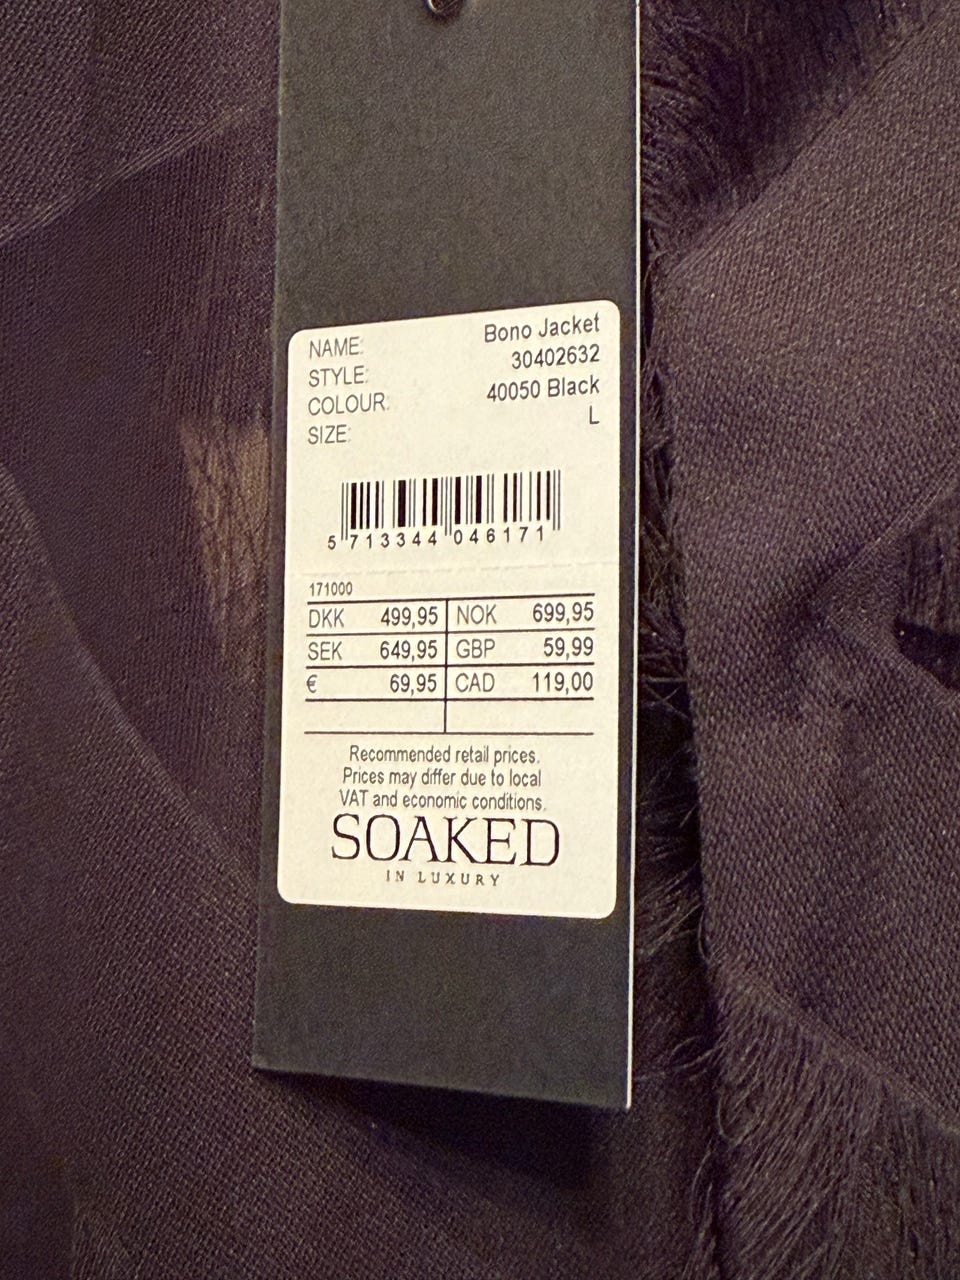 NAME: Bono Jacket
STYLE: 30402632
COLOUR: 40050 Black
SIZE: L
5 713344 046171
171000
DKK 499,95 NOK 699,95
SEK 649,95 GBP 59,99
€ 69,95 CAD 119,00
Recommended retail prices.
Prices may differ due to local
VAT and economic conditions.
SOAKED
IN LUXURY